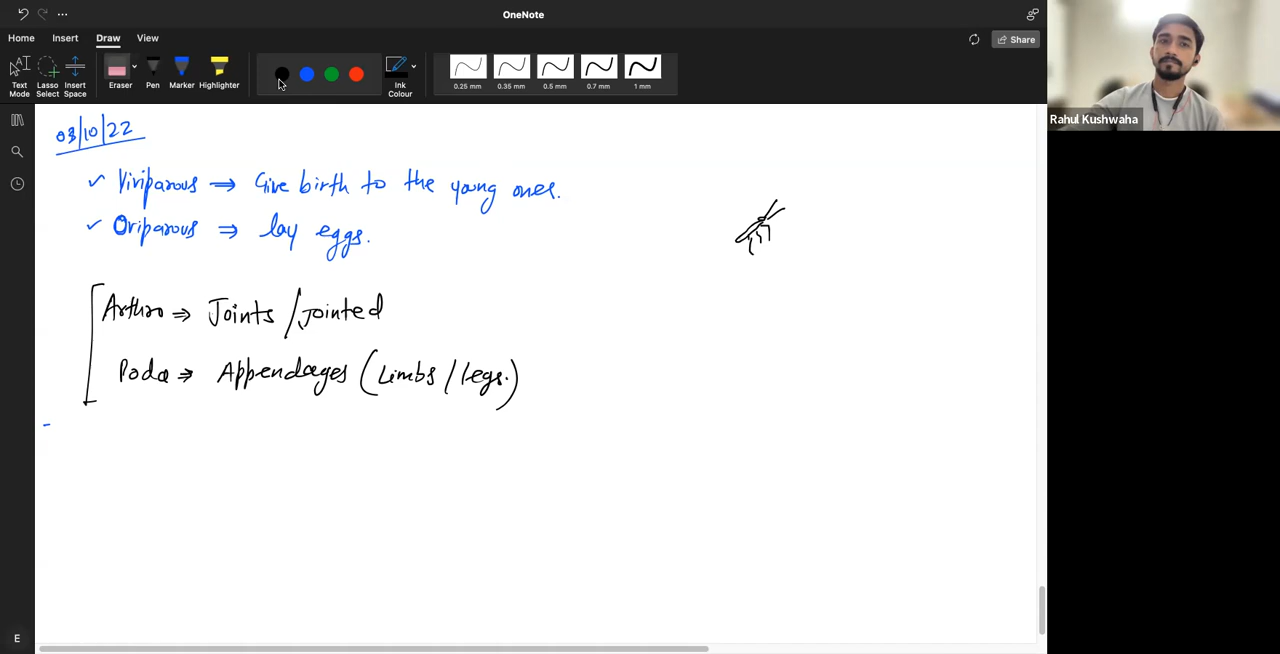 OneNote
Home Insert Draw View
Share
Text Mode
Lasso Select
Insert Space
Eraser
Pen
Marker
Highlighter
Ink Colour
0.25 mm
0.35 mm
0.5 mm
0.7 mm
1 mm
Rahul Kushwaha
03/10/22
✓ Viviparous ⇒ Give birth to the young ones.
✓ Oviparous ⇒ lay eggs.
Arthro ⇒ Joints / Jointed
Poda ⇒ Appendages (Limbs / legs.)
E